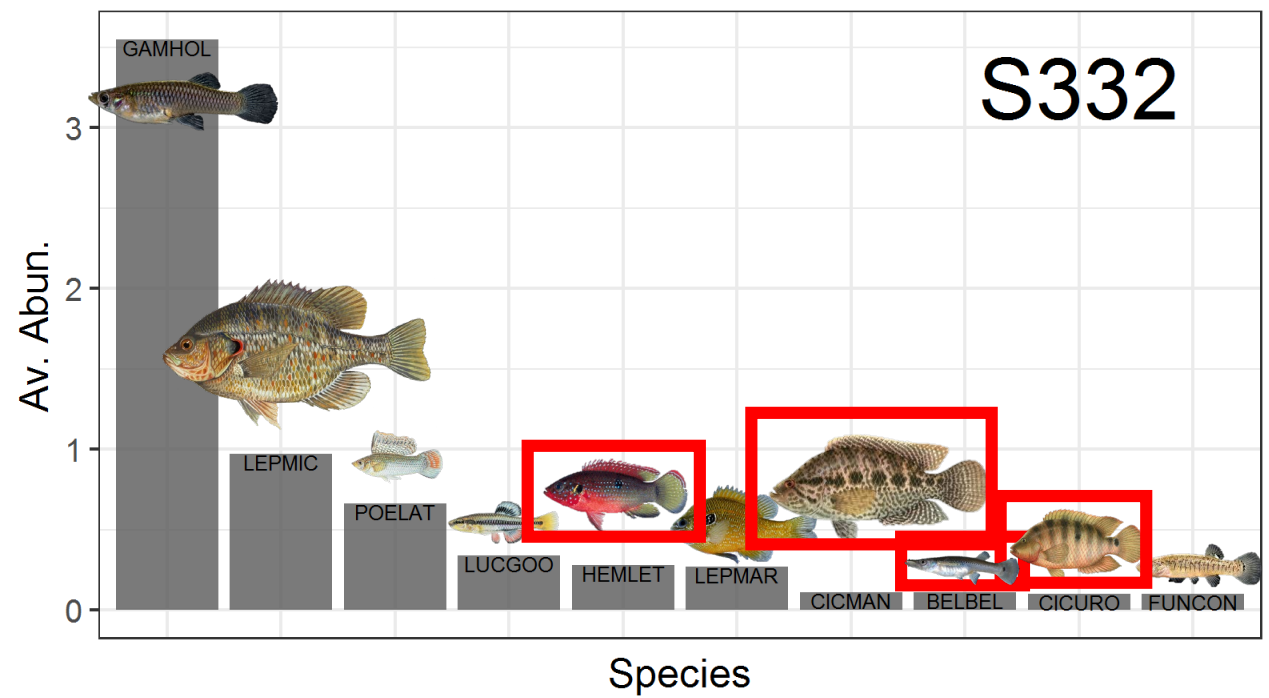 GAMHOL
S332
3
2
1
0
Av. Abun.
LEPMIC
POELAT
LUCGOO
HEMLET
LEPMAR
CICMAN
BELBEL
CICURO
FUNCON
Species